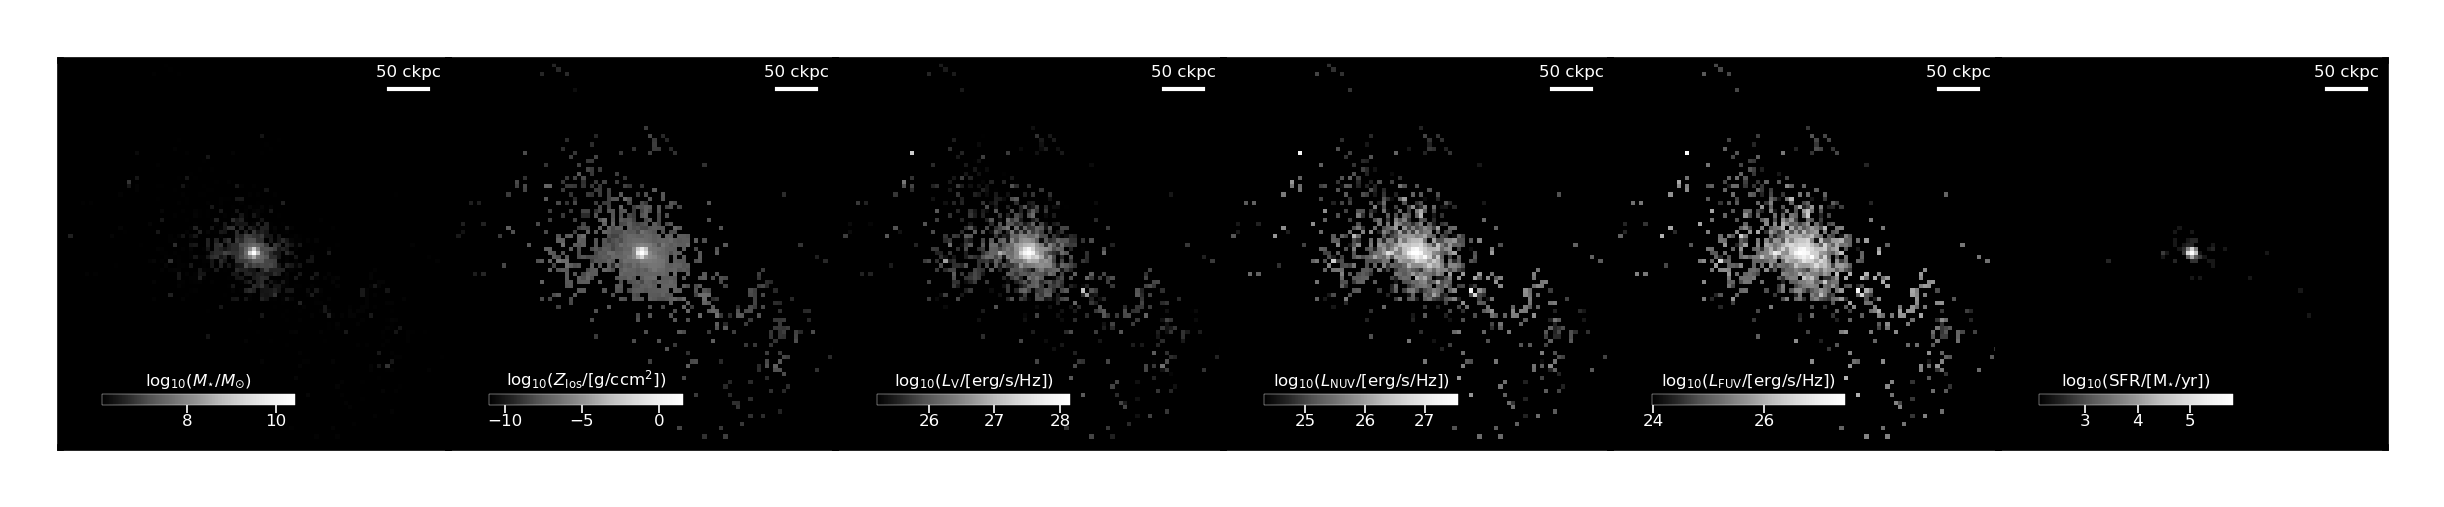 50 ckpc 50 ckpc 50 ckpc 50 ckpc 50 ckpc 50 ckpc
log₁₀(M⋆/M⊙) log₁₀(Z_los/[g/ccm²]) log₁₀(L_V/[erg/s/Hz]) log₁₀(L_NUV/[erg/s/Hz]) log₁₀(L_FUV/[erg/s/Hz]) log₁₀(SFR/[M⋆/yr])
8 10 −10 −5 0 26 27 28 25 26 27 24 26 3 4 5